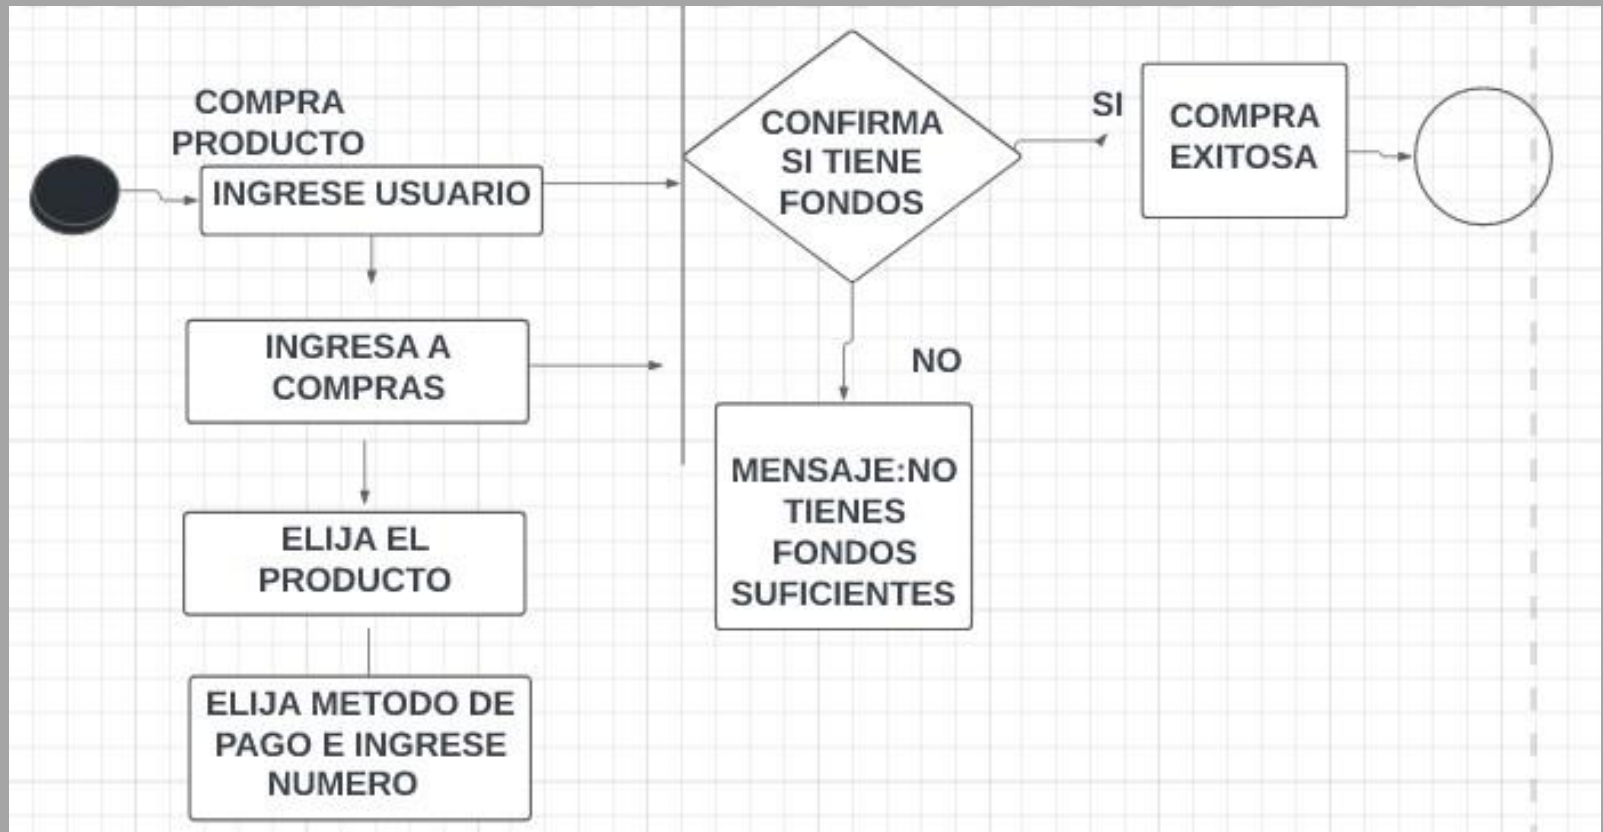 COMPRA
PRODUCTO
INGRESE USUARIO
INGRESA A
COMPRAS
ELIJA EL
PRODUCTO
ELIJA METODO DE
PAGO E INGRESE
NUMERO
CONFIRMA
SI TIENE
FONDOS
SI
COMPRA
EXITOSA
NO
MENSAJE:NO
TIENES
FONDOS
SUFICIENTES